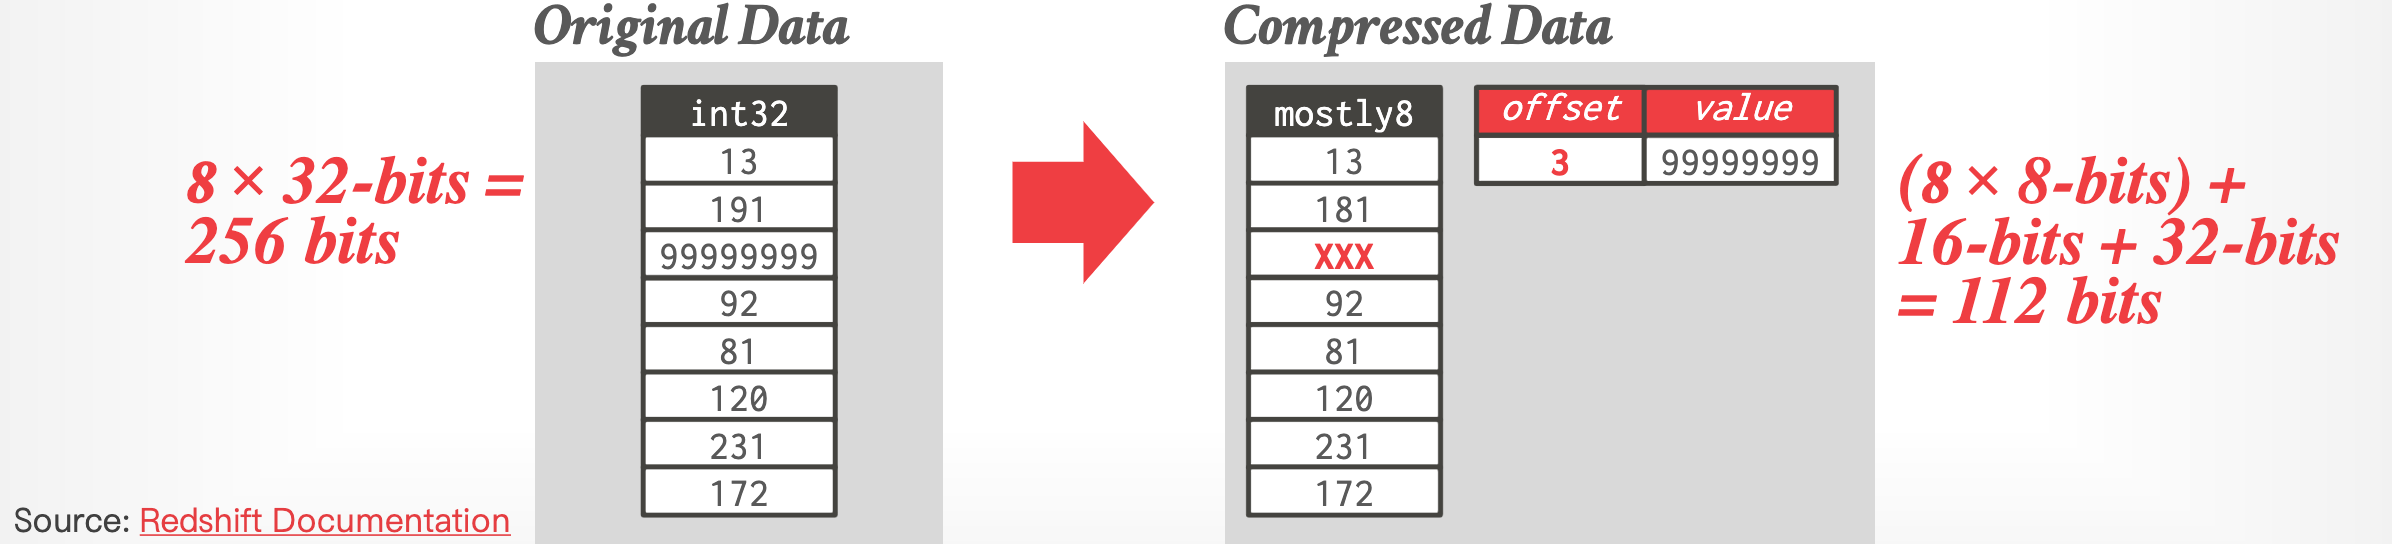 Original Data
Compressed Data
8 × 32-bits =
256 bits
int32
13
191
99999999
92
81
120
231
172
mostly8
13
181
XXX
92
81
120
231
172
offset value
3 99999999
(8 × 8-bits) +
16-bits + 32-bits
= 112 bits
Source: Redshift Documentation